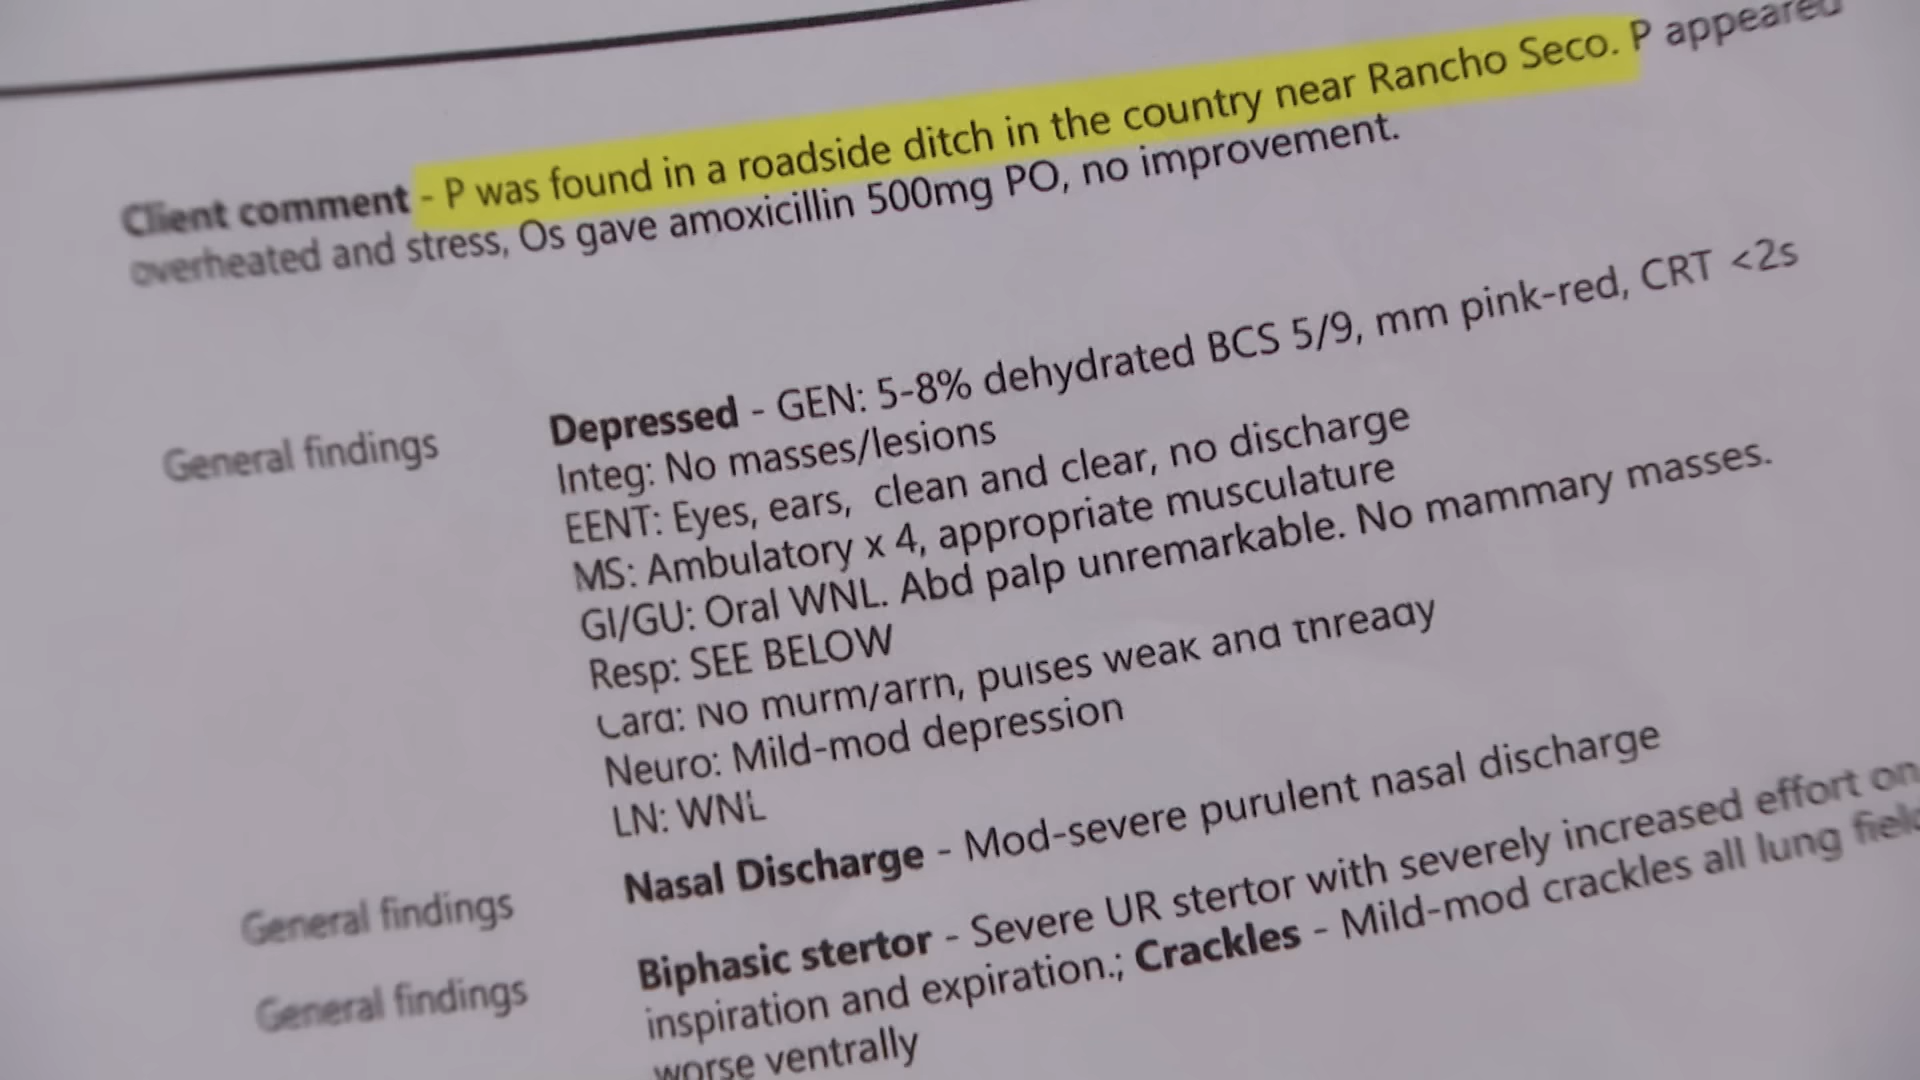 Client comment - P was found in a roadside ditch in the country near Rancho Seco. P appeared
overheated and stress, Os gave amoxicillin 500mg PO, no improvement.
General findings
Depressed - GEN: 5-8% dehydrated BCS 5/9, mm pink-red, CRT <2s
Integ: No masses/lesions
EENT: Eyes, ears, clean and clear, no discharge
MS: Ambulatory x 4, appropriate musculature
GI/GU: Oral WNL. Abd palp unremarkable. No mammary masses.
Resp: SEE BELOW
Card: No murm/arrh, pulses weak and thready
Neuro: Mild-mod depression
LN: WNL
General findings
Nasal Discharge - Mod-severe purulent nasal discharge
General findings
Biphasic stertor - Severe UR stertor with severely increased effort on
inspiration and expiration.; Crackles - Mild-mod crackles all lung
worse ventrally